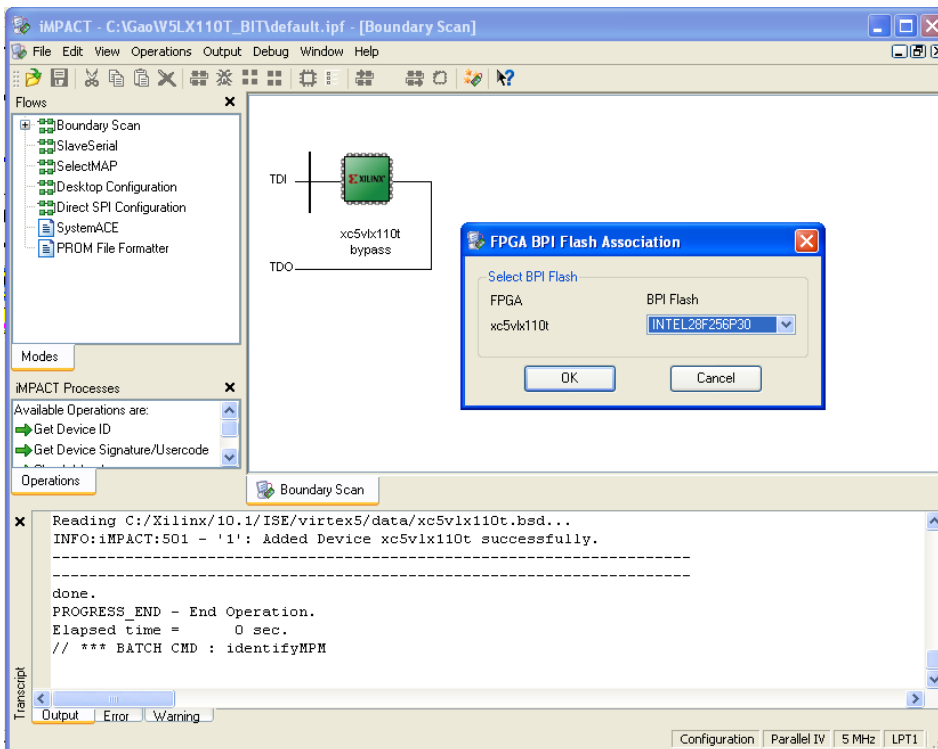 iMPACT - C:\Gao\V5LX110T_BIT\default.ipf - [Boundary Scan]
File Edit View Operations Output Debug Window Help
Flows
Boundary Scan
SlaveSerial
SelectMAP
Desktop Configuration
Direct SPI Configuration
SystemACE
PROM File Formatter
Modes
iMPACT Processes
Available Operations are:
Get Device ID
Get Device Signature/Usercode
Operations
TDI
XILINX
xc5vlx110t
bypass
TDO
FPGA BPI Flash Association
Select BPI Flash
FPGA BPI Flash
xc5vlx110t INTEL28F256P30
OK Cancel
Boundary Scan
Reading C:/Xilinx/10.1/ISE/virtex5/data/xc5vlx110t.bsd...
INFO:iMPACT:501 - '1': Added Device xc5vlx110t successfully.
----------------------------------------------------------------------
----------------------------------------------------------------------
done.
PROGRESS_END - End Operation.
Elapsed time =      0 sec.
// *** BATCH CMD : identifyMPM
Transcript
Output Error Warning
Configuration Parallel IV 5 MHz LPT1